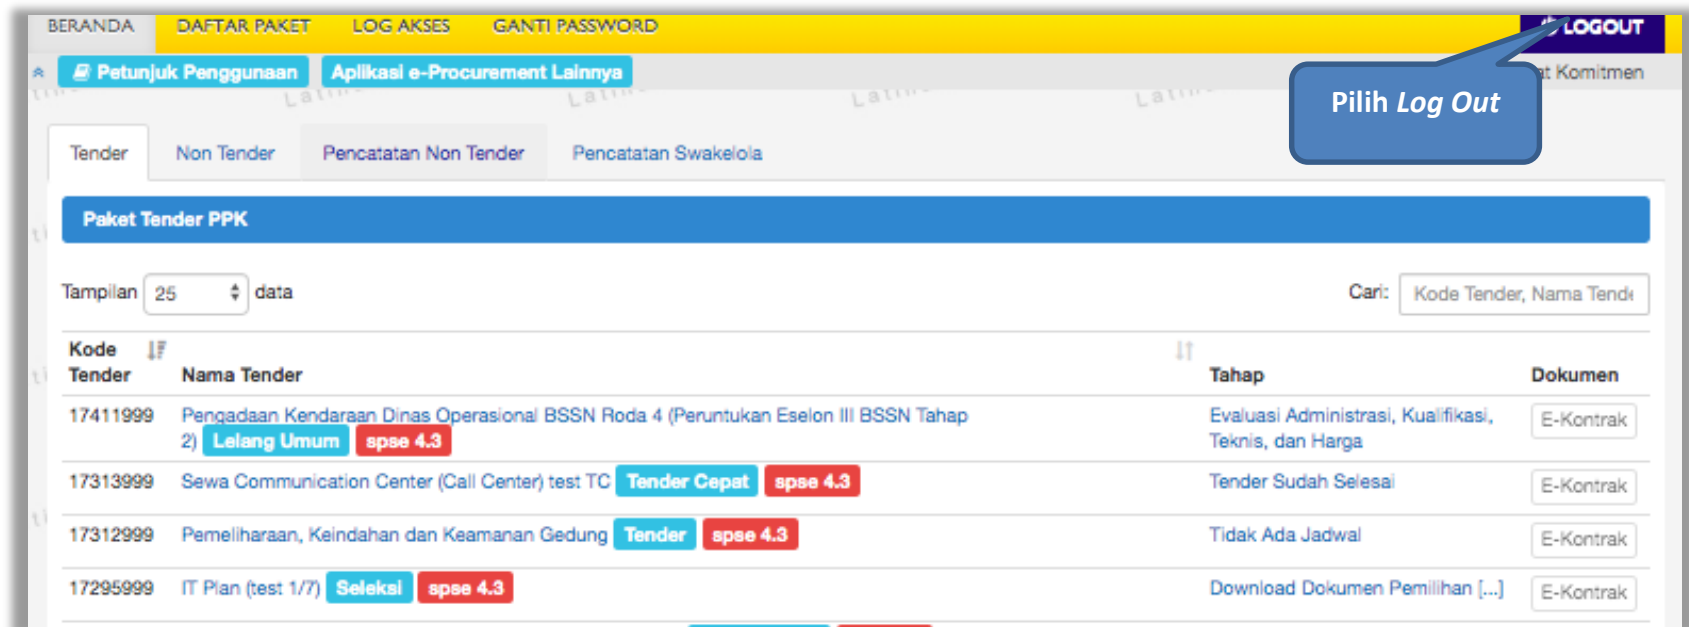 BERANDA DAFTAR PAKET LOG AKSES GANTI PASSWORD LOGOUT
Petunjuk Penggunaan Aplikasi e-Procurement Lainnya Komitmen
Pilih Log Out
Tender Non Tender Pencatatan Non Tender Pencatatan Swakelola
Paket Tender PPK
Tampilan 25 data Cari: Kode Tender, Nama Tende
Kode
Tender Nama Tender Tahap Dokumen
17411999 Pengadaan Kendaraan Dinas Operasional BSSN Roda 4 (Peruntukan Eselon III BSSN Tahap Evaluasi Administrasi, Kualifikasi, E-Kontrak
2) Lelang Umum spse 4.3 Teknis, dan Harga
17313999 Sewa Communication Center (Call Center) test TC Tender Cepat spse 4.3 Tender Sudah Selesai E-Kontrak
17312999 Pemeliharaan, Keindahan dan Keamanan Gedung Tender spse 4.3 Tidak Ada Jadwal E-Kontrak
17295999 IT Plan (test 1/7) Seleksi spse 4.3 Download Dokumen Pemilihan [...] E-Kontrak